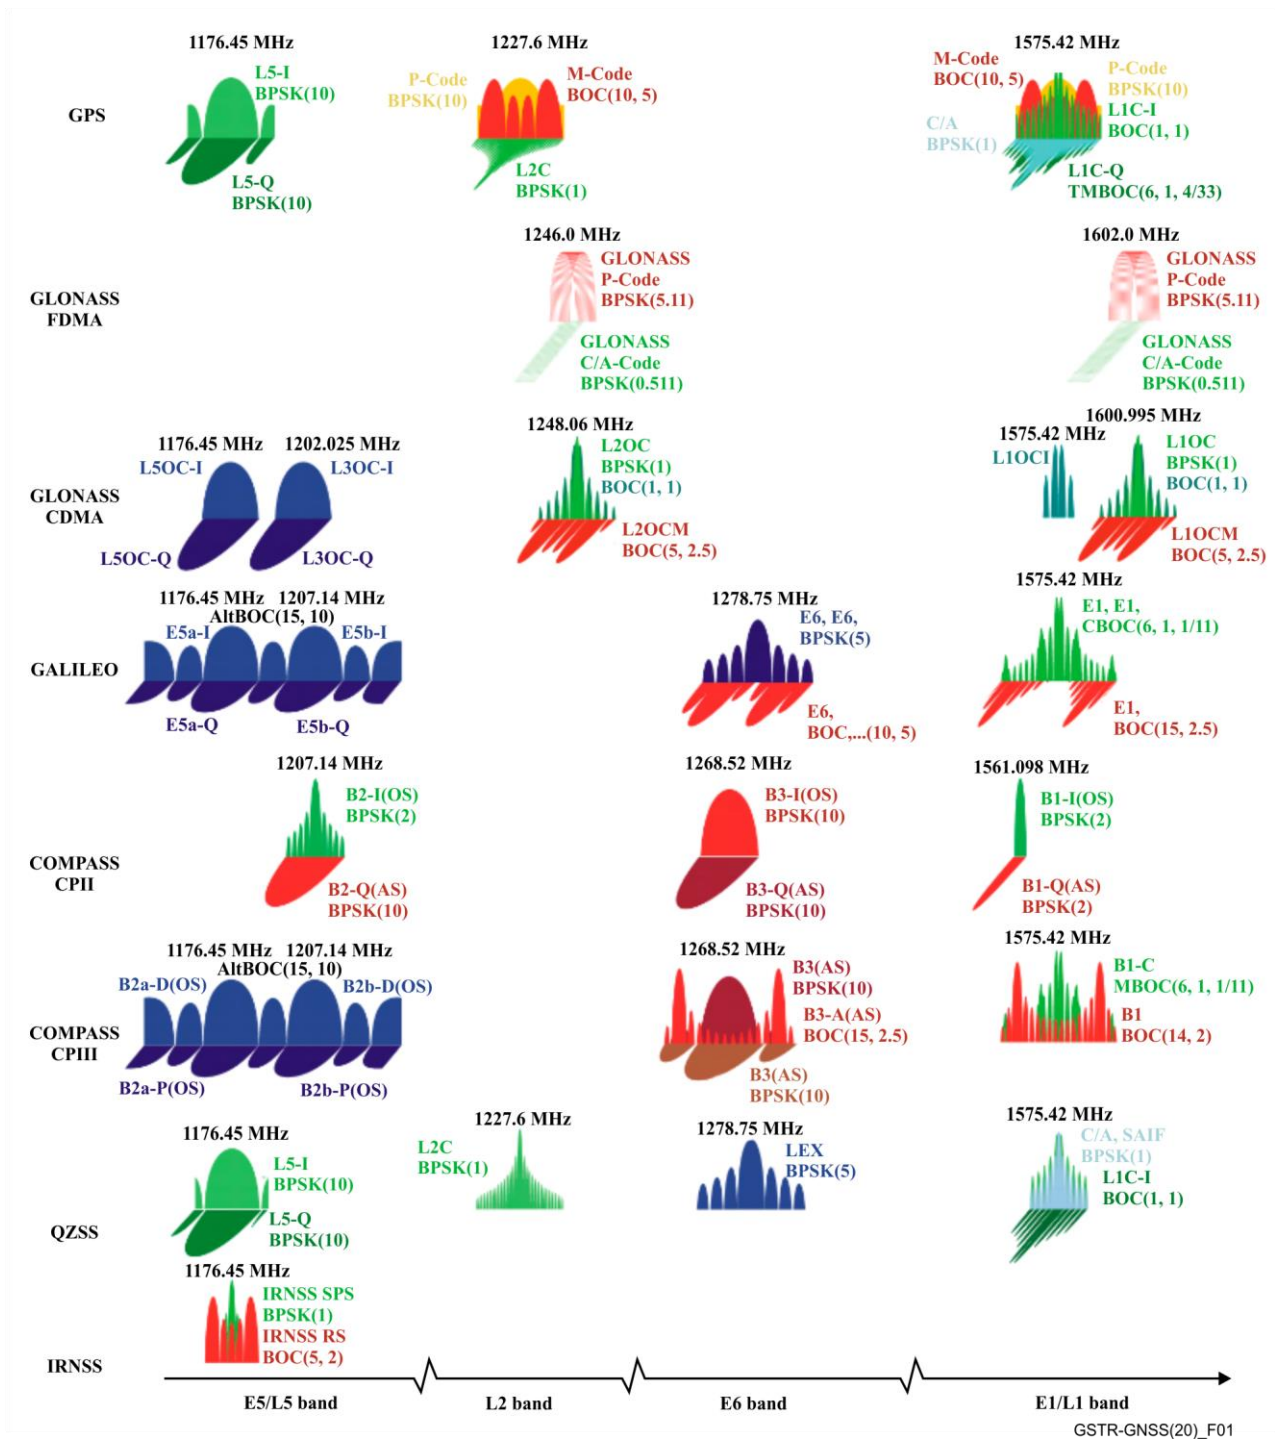 1176.45 MHz
1227.6 MHz
1575.42 MHz
GPS
L5-I
BPSK(10)
L5-Q
BPSK(10)
P-Code
BPSK(10)
M-Code
BOC(10, 5)
L2C
BPSK(1)
M-Code
BOC(10, 5)
P-Code
BPSK(10)
L1C-I
BOC(1, 1)
C/A
BPSK(1)
L1C-Q
TMBOC(6, 1, 4/33)
1246.0 MHz
1602.0 MHz
GLONASS
FDMA
GLONASS
P-Code
BPSK(5.11)
GLONASS
C/A-Code
BPSK(0.511)
GLONASS
P-Code
BPSK(5.11)
GLONASS
C/A-Code
BPSK(0.511)
1176.45 MHz
1202.025 MHz
1248.06 MHz
1575.42 MHz
1600.995MHz
GLONASS
CDMA
L5OC-I
L3OC-I
L5OC-Q
L3OC-Q
L2OC
BPSK(1)
BOC(1, 1)
L2OCM
BOC(5, 2.5)
L1OCI
L1OC
BPSK(1)
BOC(1, 1)
L1OCM
BOC(5, 2.5)
1176.45 MHz
1207.14 MHz
AltBOC(15, 10)
1278.75 MHz
1575.42 MHz
GALILEO
E5a-I
E5b-I
E5a-Q
E5b-Q
E6, E6,
BPSK(5)
E6,
BOC,...(10, 5)
E1, E1,
CBOC(6, 1, 1/11)
E1,
BOC(15, 2.5)
1207.14 MHz
1268.52 MHz
1561.098 MHz
COMPASS
CPII
B2-I(OS)
BPSK(2)
B2-Q(AS)
BPSK(10)
B3-I(OS)
BPSK(10)
B3-Q(AS)
BPSK(10)
B1-I(OS)
BPSK(2)
B1-Q(AS)
BPSK(2)
1176.45 MHz
1207.14 MHz
AltBOC(15, 10)
1268.52 MHz
1575.42 MHz
COMPASS
CPIII
B2a-D(OS)
B2b-D(OS)
B2a-P(OS)
B2b-P(OS)
B3(AS)
BPSK(10)
B3-A(AS)
BOC(15, 2.5)
B3(AS)
BPSK(10)
B1-C
MBOC(6, 1, 1/11)
B1
BOC(14, 2)
1176.45 MHz
1227.6 MHz
1278.75 MHz
1575.42 MHz
QZSS
L5-I
BPSK(10)
L5-Q
BPSK(10)
L2C
BPSK(1)
LEX
BPSK(5)
C/A, SAIF
BPSK(1)
L1C-I
BOC(1, 1)
1176.45 MHz
IRNSS
IRNSS SPS
BPSK(1)
IRNSS RS
BOC(5, 2)
E5/L5 band
L2 band
E6 band
E1/L1 band
GSTR-GNSS(20)_F01